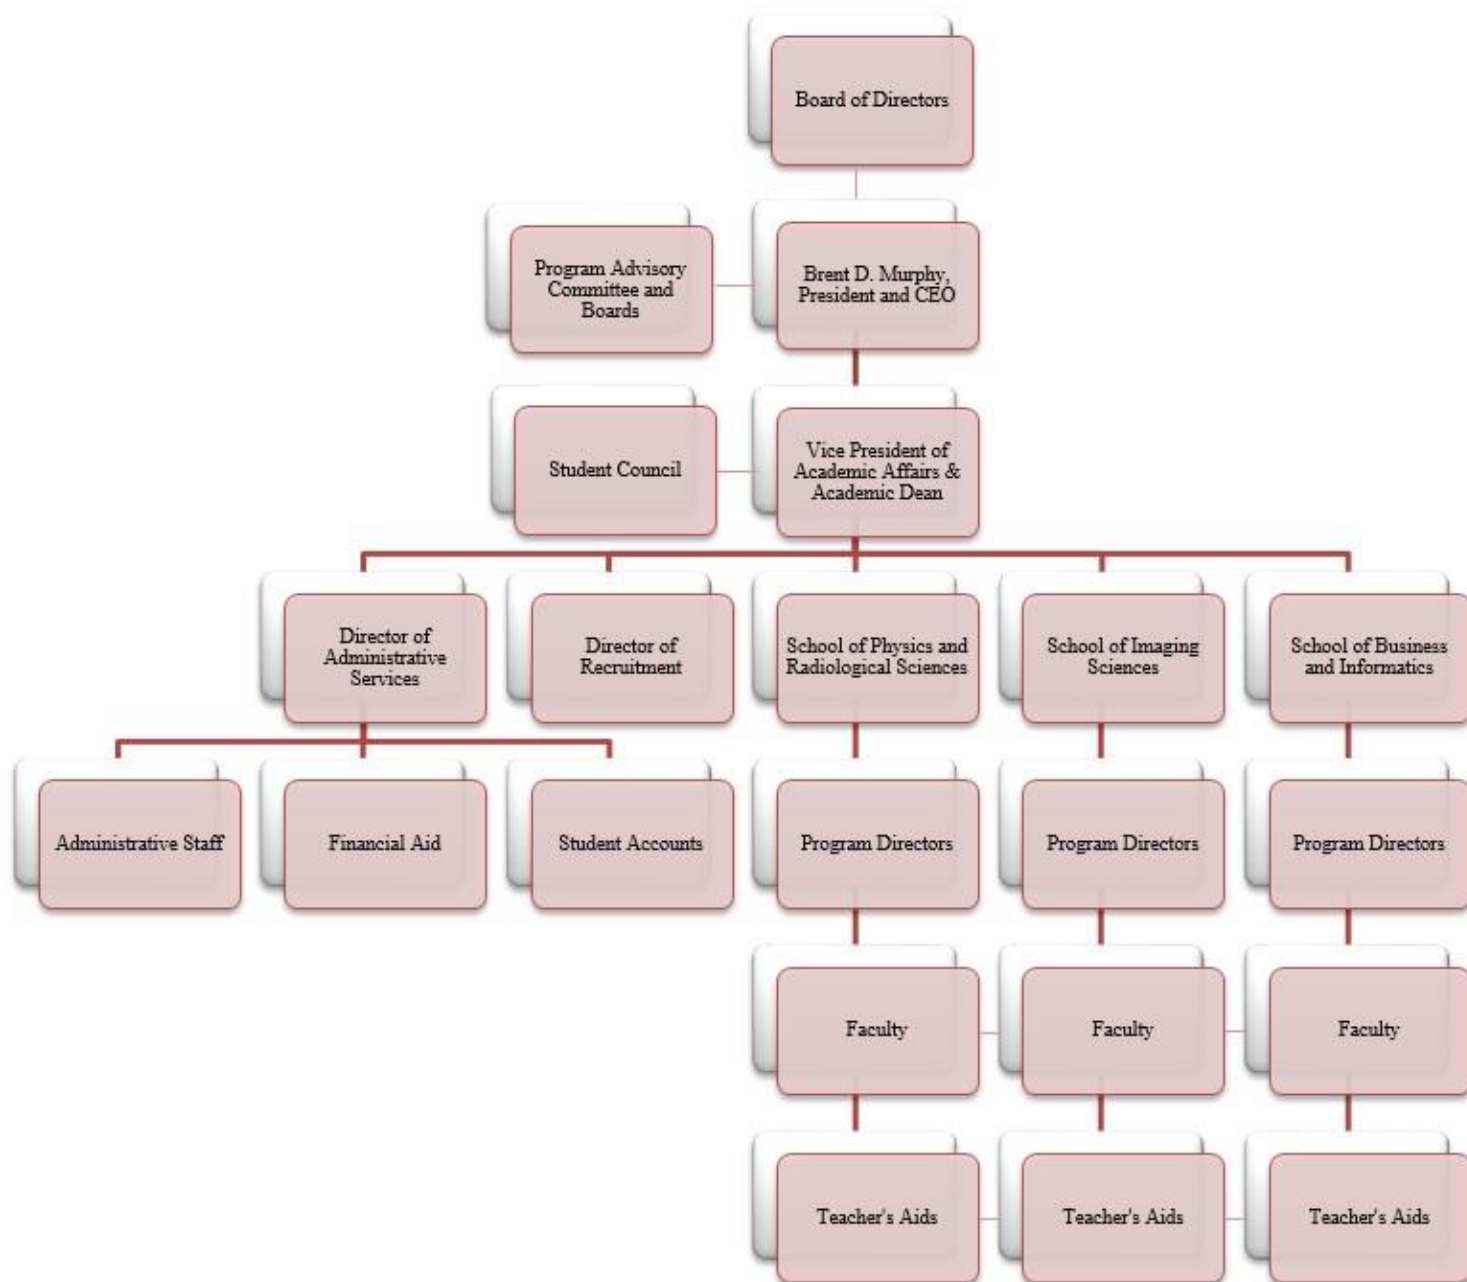 Board of Directors
Program Advisory
Committee and
Boards
Brent D. Murphy,
President and CEO
Student Council
Vice President of
Academic Affairs &
Academic Dean
Director of
Administrative
Services
Director of
Recruitment
School of Physics and
Radiological Sciences
School of Imaging
Sciences
School of Business
and Informatics
Administrative Staff
Financial Aid
Student Accounts
Program Directors
Program Directors
Program Directors
Faculty
Faculty
Faculty
Teacher's Aids
Teacher's Aids
Teacher's Aids